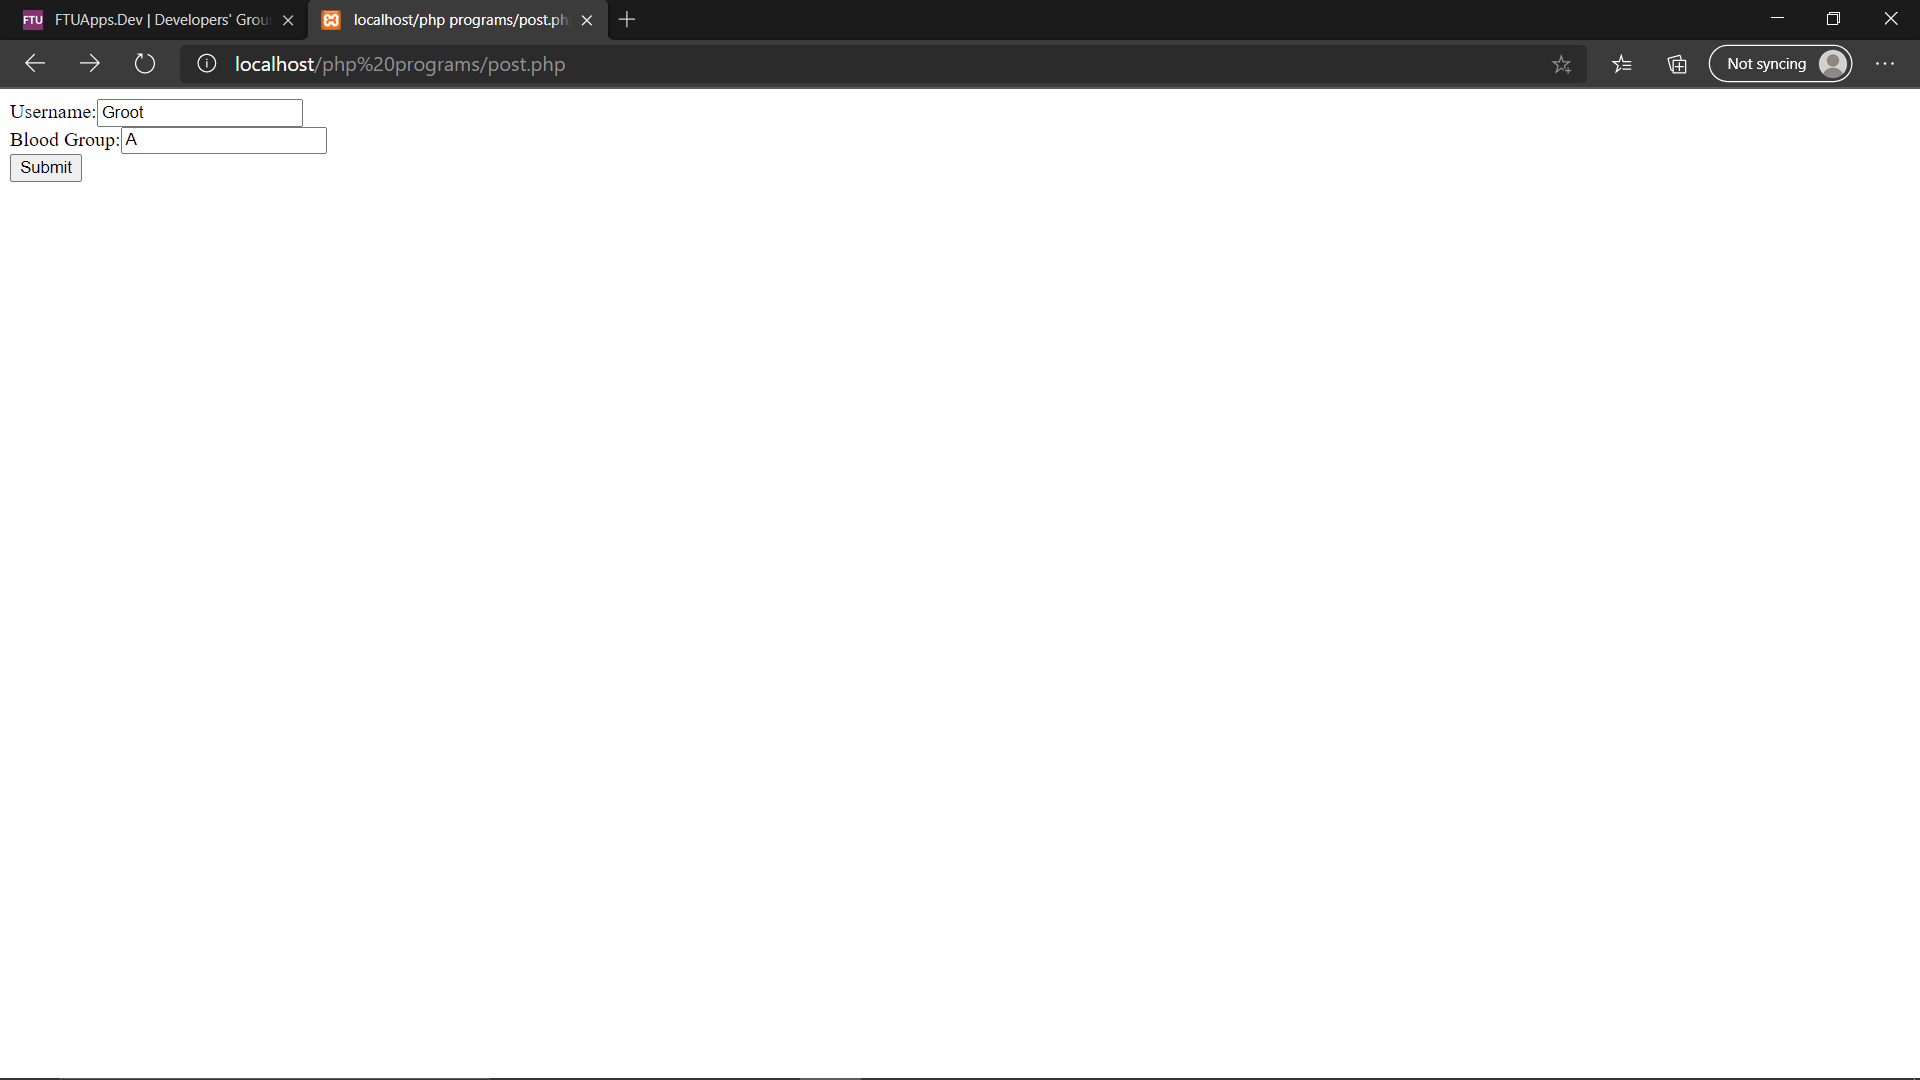 FTU FTUApps.Dev | Developers' Grou
localhost/php programs/post.ph
localhost/php%20programs/post.php
Not syncing
Username: Groot
Blood Group: A
Submit